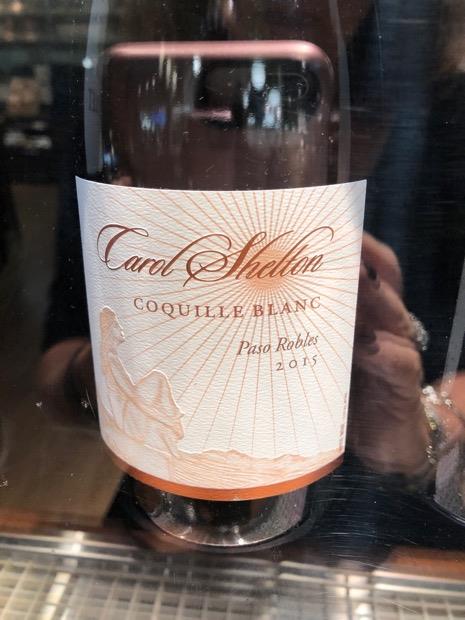 Carol Shelton
COQUILLE BLANC
Paso Robles
2015